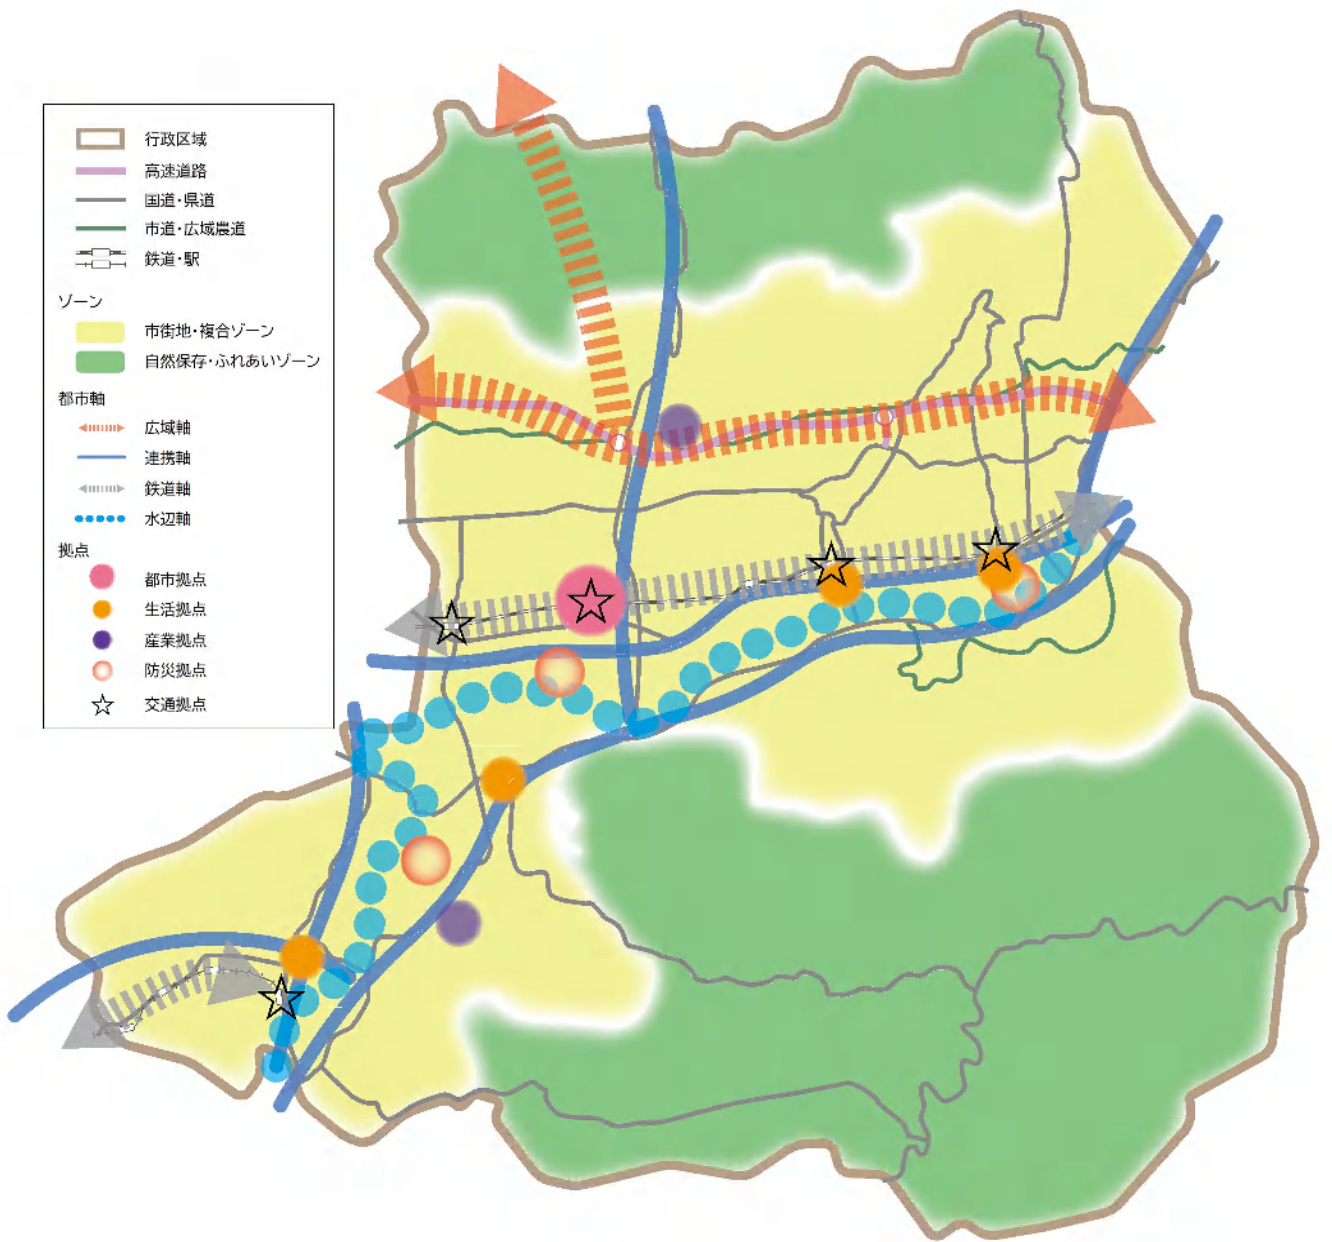 行政区域
高速道路
国道・県道
市道・広域農道
鉄道・駅
ゾーン
市街地・複合ゾーン
自然保存・ふれあいゾーン
都市軸
広域軸
連携軸
鉄道軸
水辺軸
拠点
都市拠点
生活拠点
産業拠点
防災拠点
交通拠点